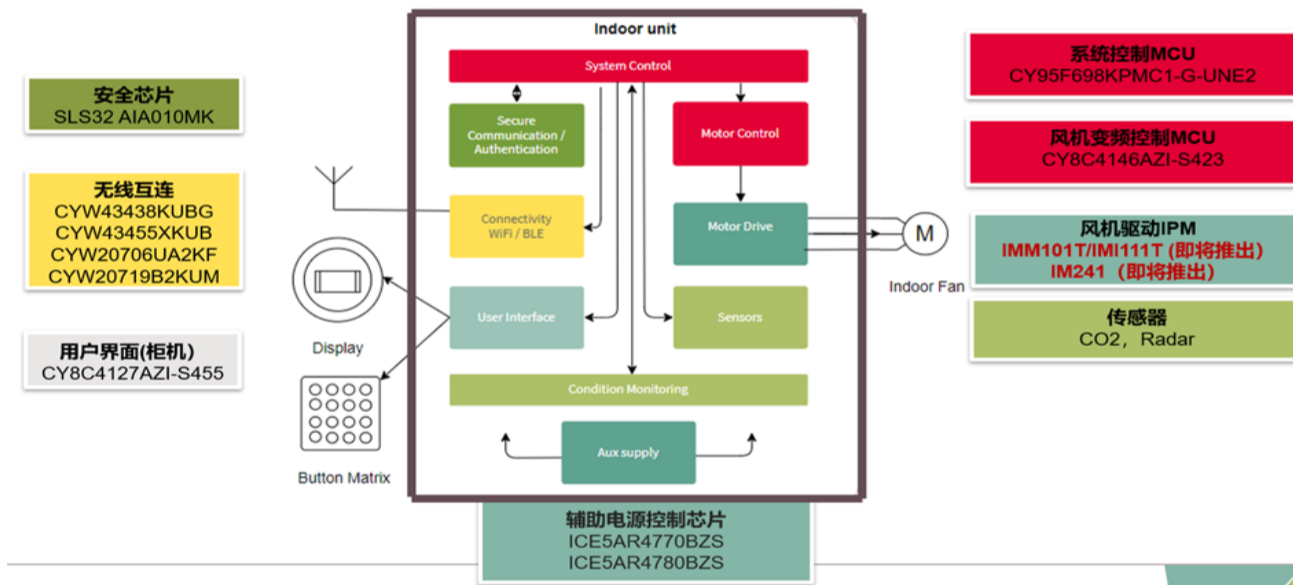 安全芯片
SLS32 AIA010MK
无线互连
CYW43438KUBG
CYW43455XKUB
CYW20706UA2KF
CYW20719B2KUM
用户界面(柜机）
CY8C4127AZI-S455
Display
Button Matrix
Indoor unit
System Control
Secure
Communication /
Authentication
Motor Control
Connectivity
WiFi / BLE
Motor Drive
M
Indoor Fan
User Interface
Sensors
Condition Monitoring
Aux supply
辅助电源控制芯片
ICE5AR4770BZS
ICE5AR4780BZS
系统控制MCU
CY95F698KPMC1-G-UNE2
风机变频控制MCU
CY8C4146AZI-S423
风机驱动IPM
IMM101T/IMI111T (即将推出）
IM241（即将推出）
传感器
CO2，Radar